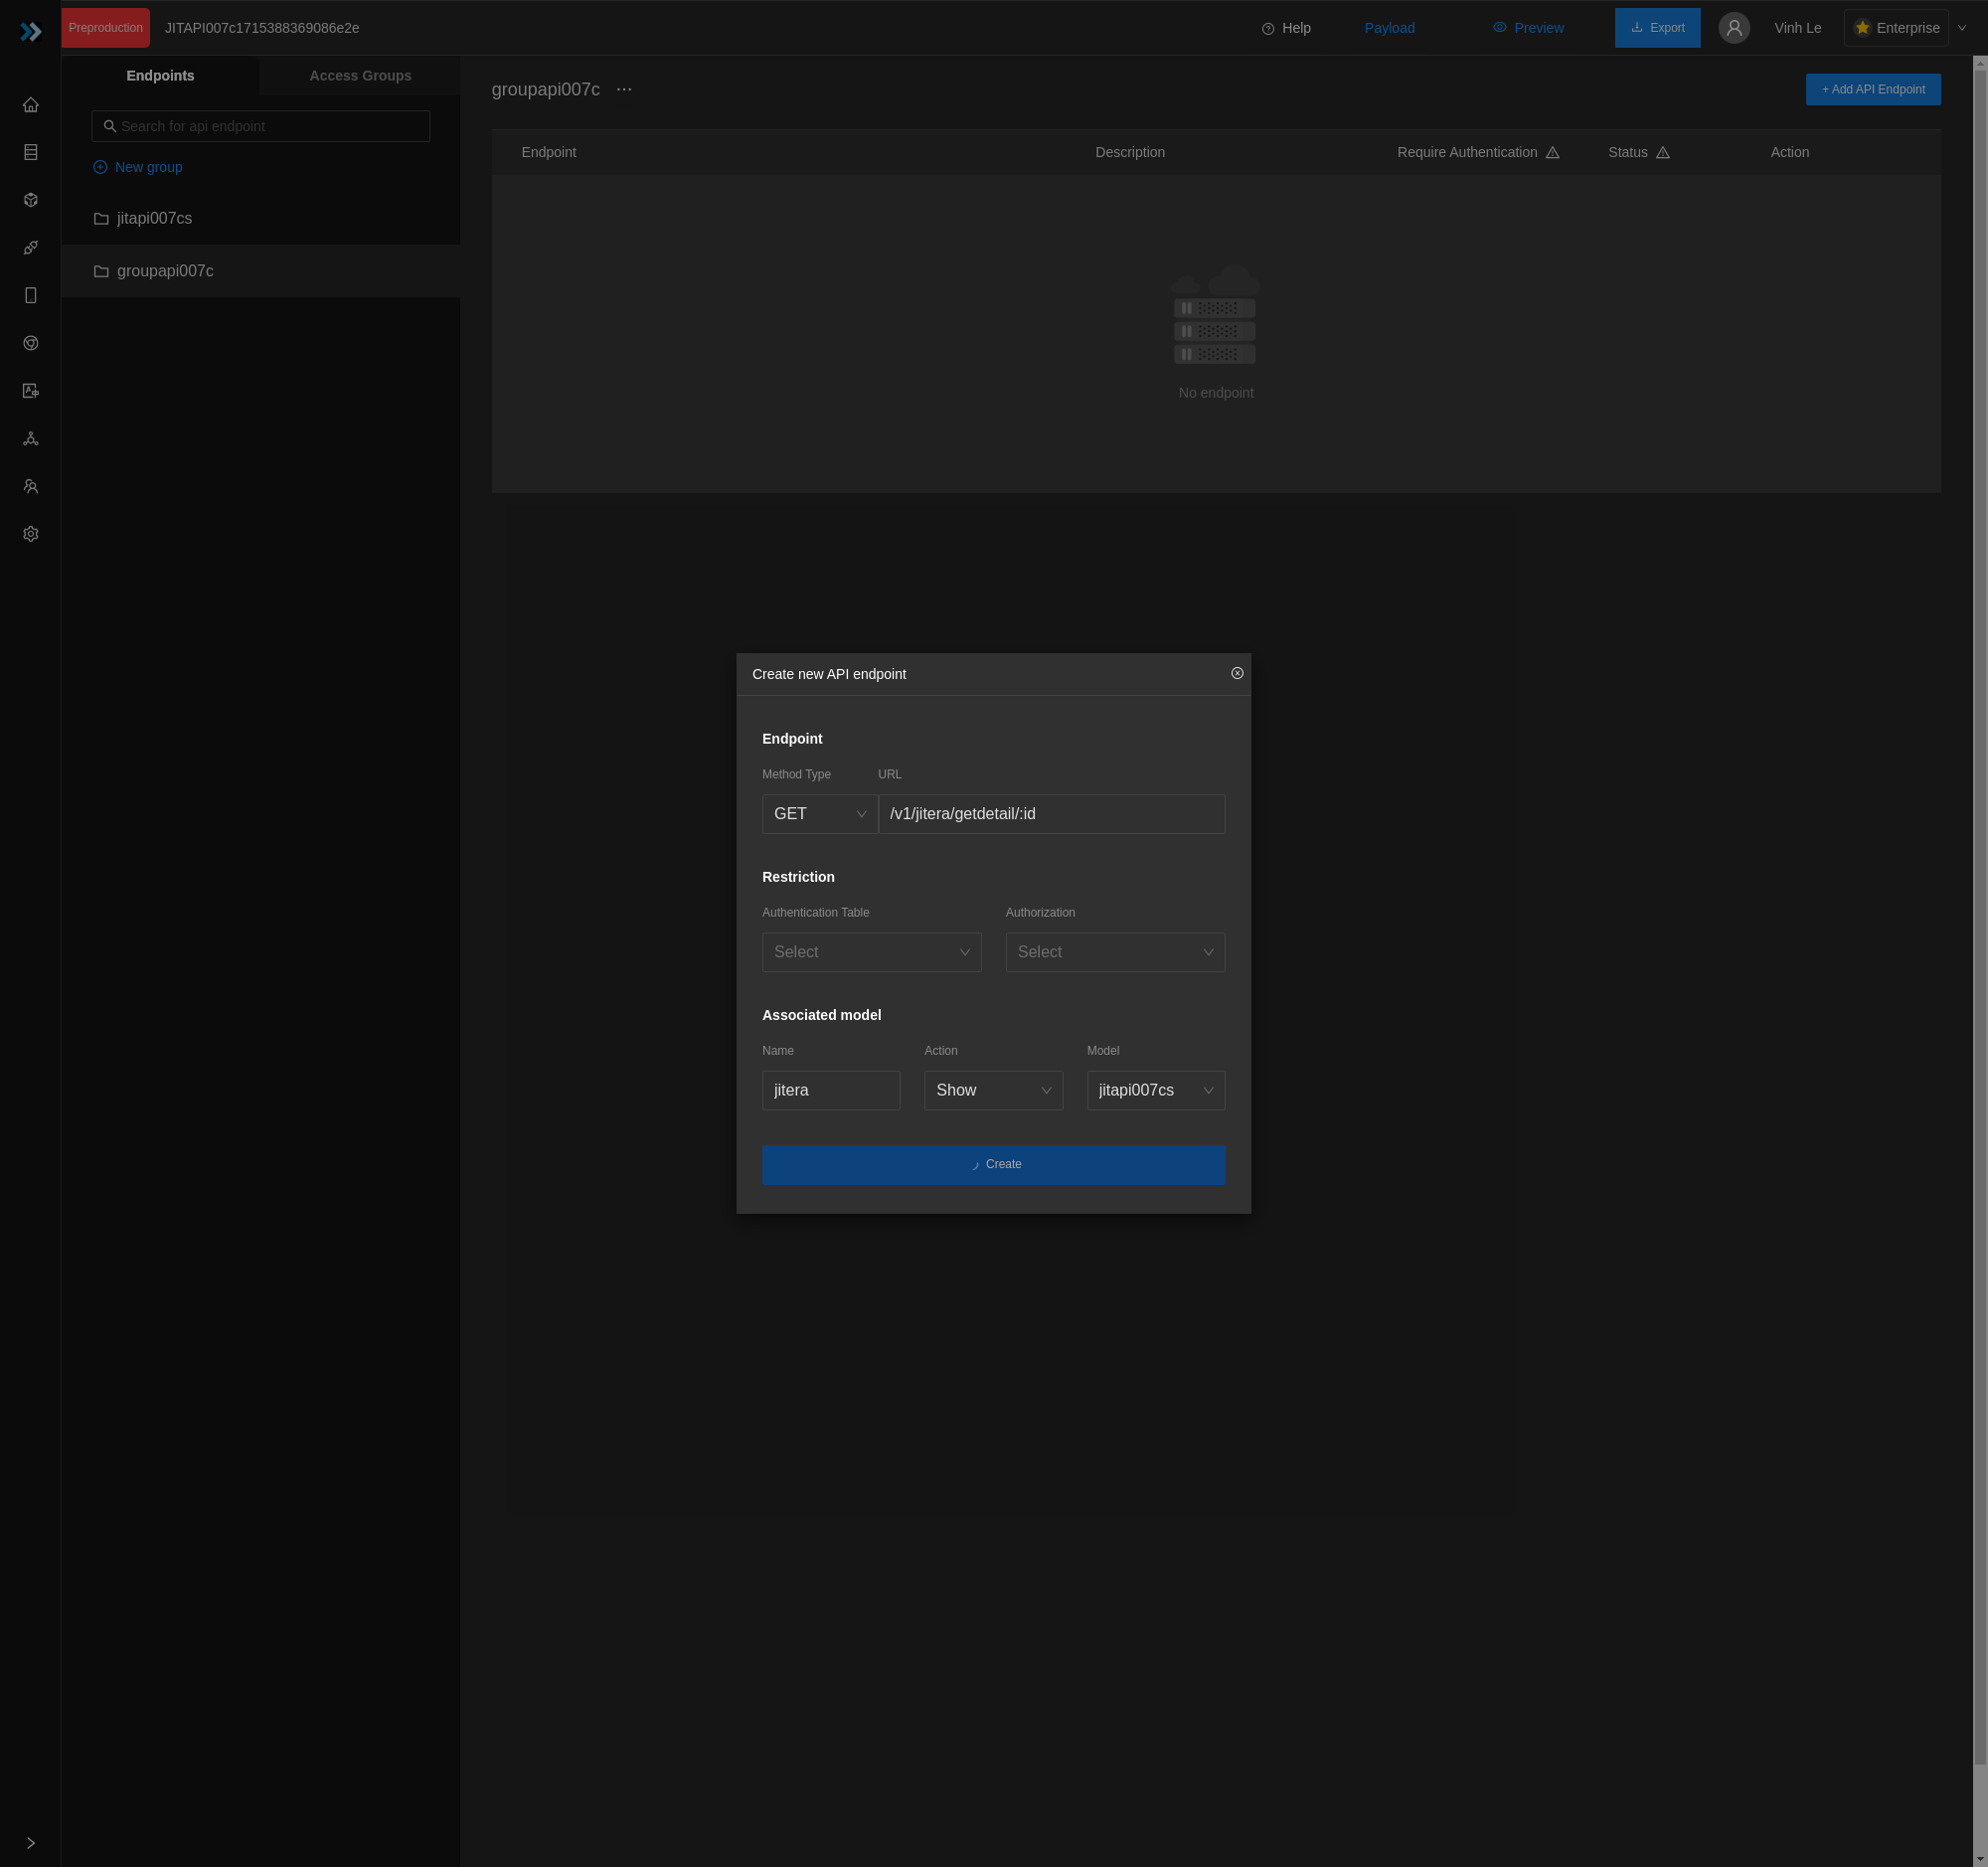 Preproduction JITAPI007c1715388369086e2e Help Payload Preview Export Vinh Le Enterprise
Endpoints Access Groups
Search for api endpoint
New group
jitapi007cs
groupapi007c
groupapi007c ··· + Add API Endpoint
Endpoint Description Require Authentication Status Action
No endpoint
Create new API endpoint
Endpoint
Method Type URL
GET /v1/jitera/getdetail/:id
Restriction
Authentication Table Authorization
Select Select
Associated model
Name Action Model
jitera Show jitapi007cs
Create